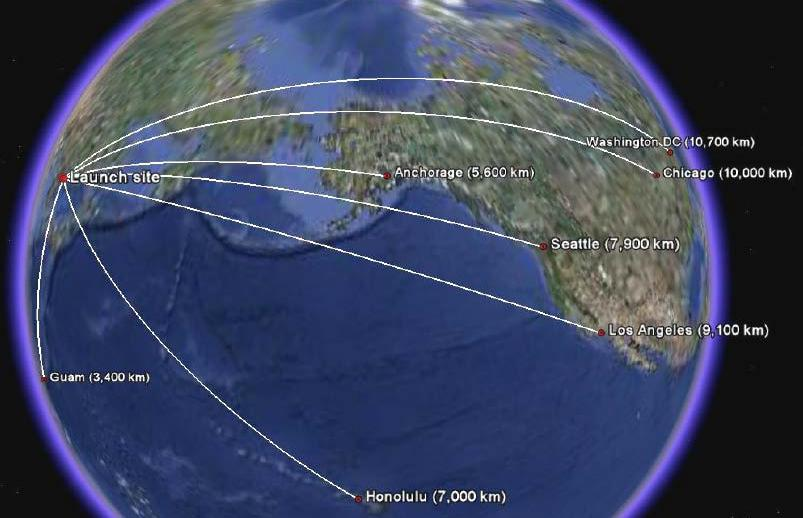 Washington DC (10,700 km)
Launch site
Anchorage (5,600 km)
Chicago (10,000 km)
Seattle (7,900 km)
Los Angeles (9,100 km)
Guam (3,400 km)
Honolulu (7,000 km)